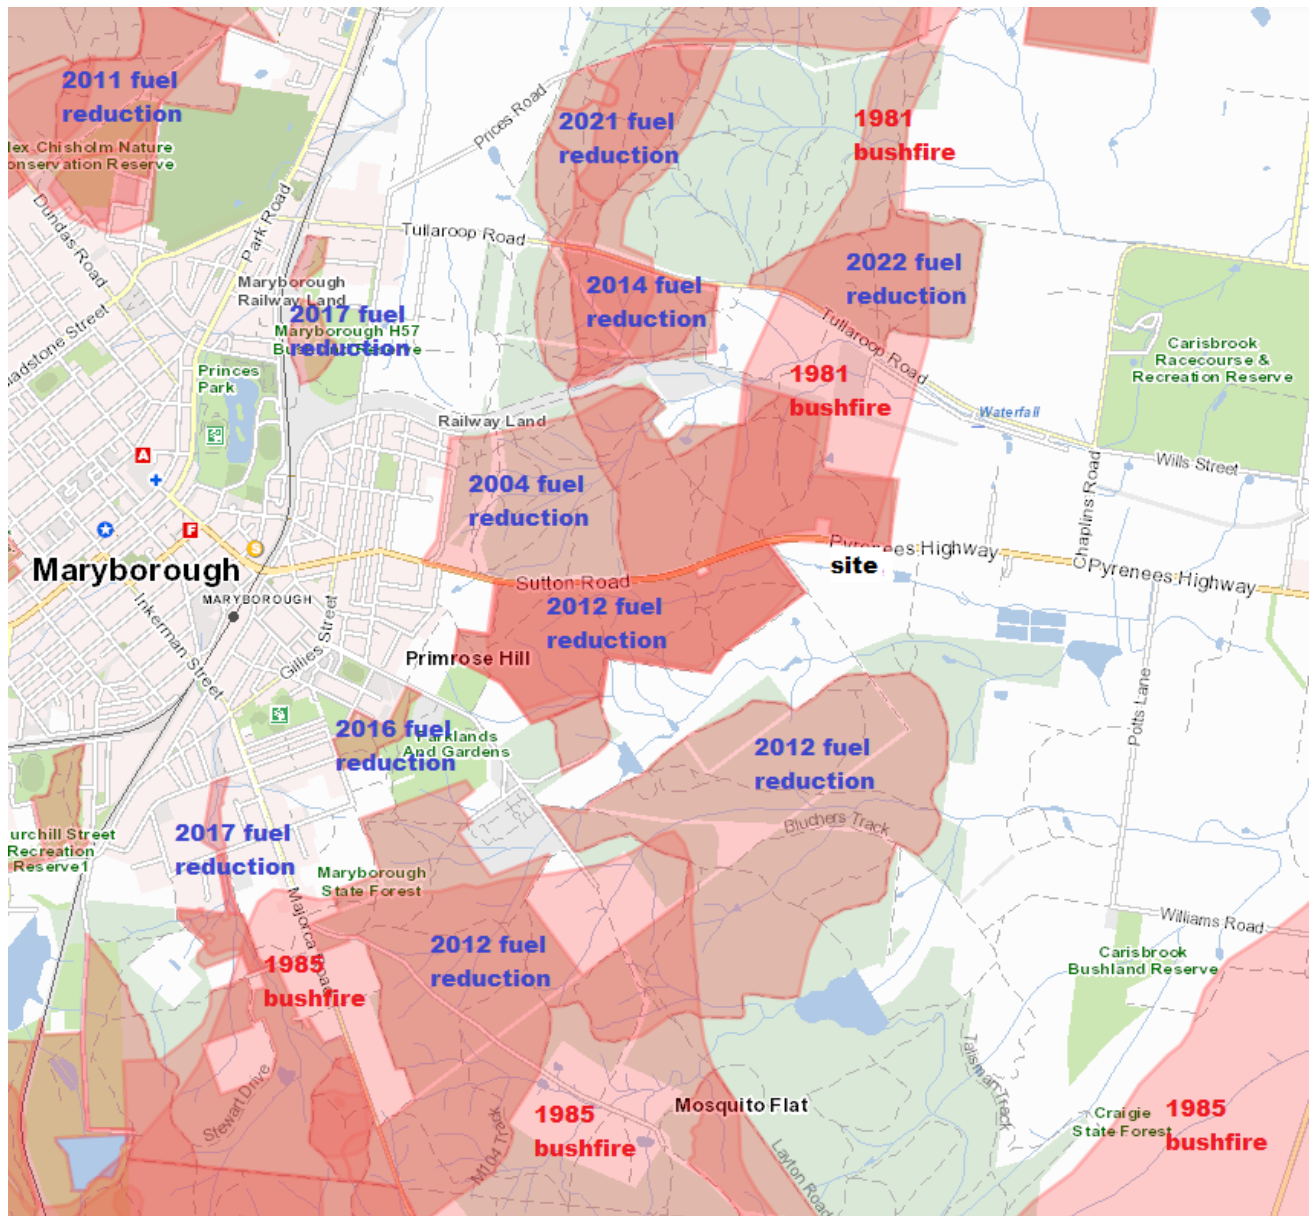 2011 fuel
reduction
lex Chisholm Nature
onservation Reserve
Dundas Road
Park Road
Prices Road
2021 fuel
reduction
1981
bushfire
Tullaroop Road
Maryborough
Railway Land
2017 fuel
Maryborough H57
reduction
2014 fuel
reduction
2022 fuel
reduction
Tullaroop Road
adstone Street
Princes
Park
1981
bushfire
Carisbrook
Racecourse &
Recreation Reserve
Railway Land
Waterfall
A
Wills Street
2004 fuel
reduction
Chaplins Road
F
Pyrenees Highway
Pyrenees Highway
site
Maryborough
MARYBOROUGH
Sutton Road
2012 fuel
reduction
Inkerman Street
Gillies Street
Primrose Hill
Potts Lane
2016 fuel
reduction
Parklands
And Gardens
2012 fuel
reduction
Bluchers Track
urchill Street
Recreation
Reserve1
2017 fuel
reduction
Maryborough
State Forest
Majorca Road
2012 fuel
reduction
1985
bushfire
Williams Road
Carisbrook
Bushland Reserve
Talisman Track
Stewart Drive
M104 Track
1985
bushfire
Mosquito Flat
Layton Road
Craigie
State Forest
1985
bushfire